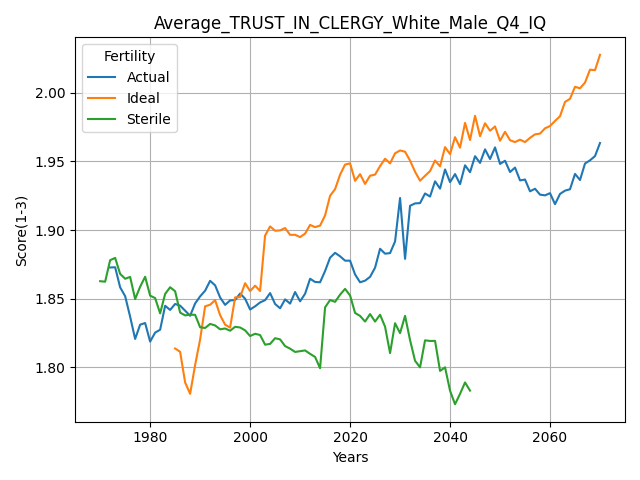 Average_TRUST_IN_CLERGY_White_Male_Q4_IQ
Fertility
Actual
Ideal
Sterile
Score(1-3)
2.00
1.95
1.90
1.85
1.80
1980 2000 2020 2040 2060
Years